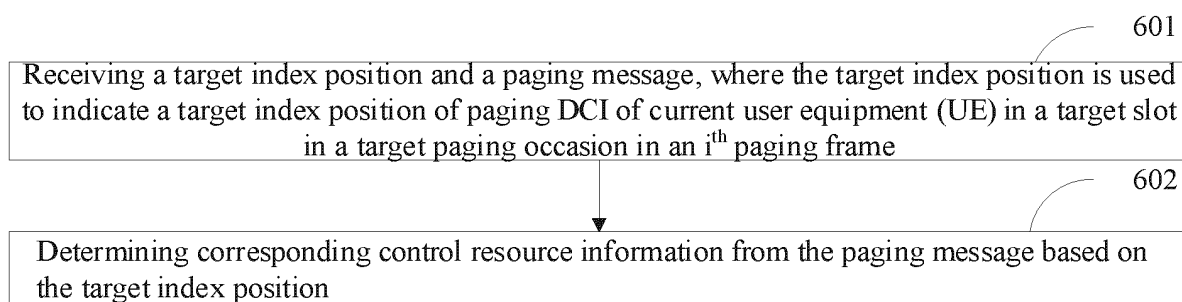 601
Receiving a target index position and a paging message, where the target index position is used
to indicate a target index position of paging DCI of current user equipment (UE) in a target slot
in a target paging occasion in an ith paging frame
602
Determining corresponding control resource information from the paging message based on
the target index position